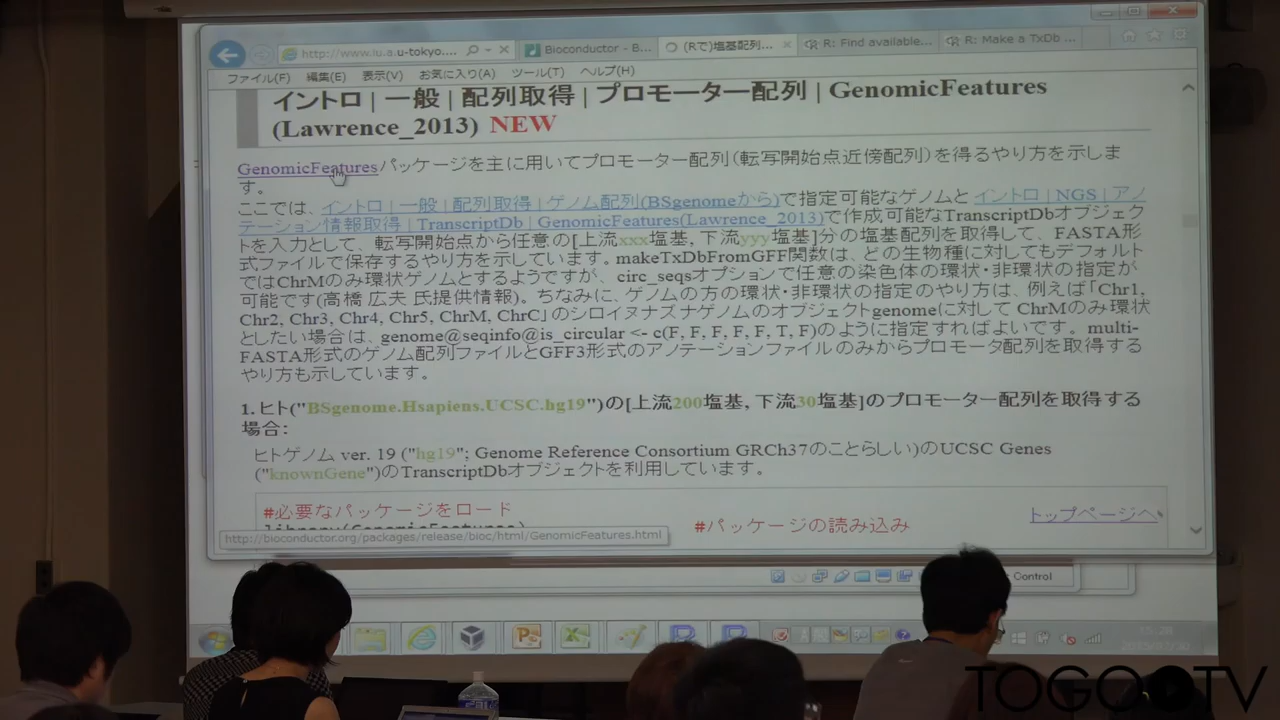 http://www.iu.a.u-tokyo....
Bioconductor - B...
(Rで)塩基配列...
R: Find available...
R: Make a TxDb ...
ファイル(F) 編集(E) 表示(V) お気に入り(A) ツール(T) ヘルプ(H)
イントロ | 一般 | 配列取得 | プロモーター配列 | GenomicFeatures
(Lawrence_2013) NEW
GenomicFeaturesパッケージを主に用いてプロモーター配列(転写開始点近傍配列)を得るやり方を示しま
す。
ここでは、イントロ | 一般 | 配列取得 | ゲノム配列(BSgenomeから)で指定可能なゲノムと イントロ | NGS | アノ
テーション情報取得 | TranscriptDb | GenomicFeatures(Lawrence_2013)で作成可能なTranscriptDbオブジェク
トを入力として、転写開始点から任意の[上流xxx塩基, 下流yyy塩基]分の塩基配列を取得して、FASTA形
式ファイルで保存するやり方を示しています。makeTxDbFromGFF関数は、どの生物種に対してもデフォルト
ではChrMのみ環状ゲノムとするようですが、circ_seqsオプションで任意の染色体の環状・非環状の指定が
可能です(高橋 広夫 氏提供情報)。ちなみに、ゲノムの方の環状・非環状の指定のやり方は、例えば「Chr1,
Chr2, Chr3, Chr4, Chr5, ChrM, ChrC」のシロイヌナズナゲノムのオブジェクトgenomeに対して ChrMのみ環状
としたい場合は、genome@seqinfo@is_circular <- c(F, F, F, F, F, T, F)のように指定すればよいです。 multi-
FASTA形式のゲノム配列ファイルとGFF3形式のアノテーションファイルのみからプロモータ配列を取得する
やり方も示しています。
1. ヒト("BSgenome.Hsapiens.UCSC.hg19")の[上流200塩基, 下流30塩基]のプロモーター配列を取得する
場合:
ヒトゲノム ver. 19 ("hg19"; Genome Reference Consortium GRCh37のことらしい)のUCSC Genes
("knownGene")のTranscriptDbオブジェクトを利用しています。
#必要なパッケージをロード
library(GenomicFeatures) #パッケージの読み込み
トップページへ
http://bioconductor.org/packages/release/bioc/html/GenomicFeatures.html
Control
15:28
TOGO TV